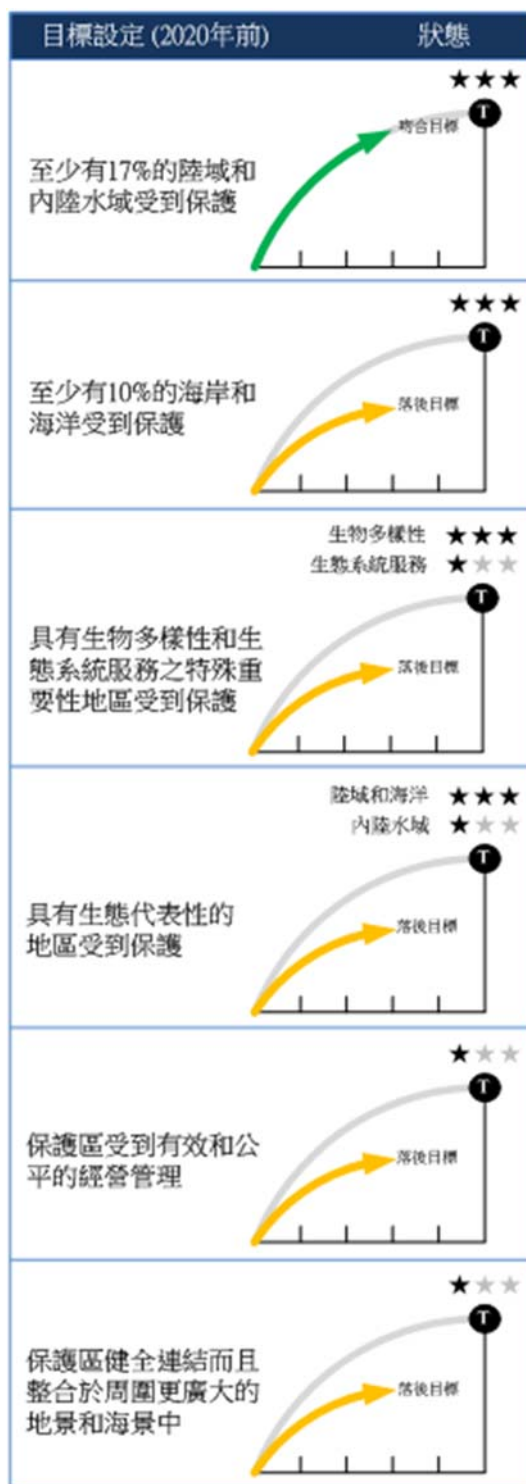 目標設定 (2020年前) 狀態
★★★
T
吻合目標
至少有17%的陸域和
內陸水域受到保護
★★★
T
至少有10%的海岸和
海洋受到保護
落後目標
生物多樣性 ★★★
生態系統服務 ★★★
T
具有生物多樣性和生
態系統服務之特殊重
要性地區受到保護
落後目標
陸域和海洋 ★★★
內陸水域 ★★★
T
具有生態代表性的
地區受到保護
落後目標
★★★
T
保護區受到有效和公
平的經營管理
落後目標
★★★
T
保護區健全連結而且
整合於周圍更廣大的
地景和海景中
落後目標